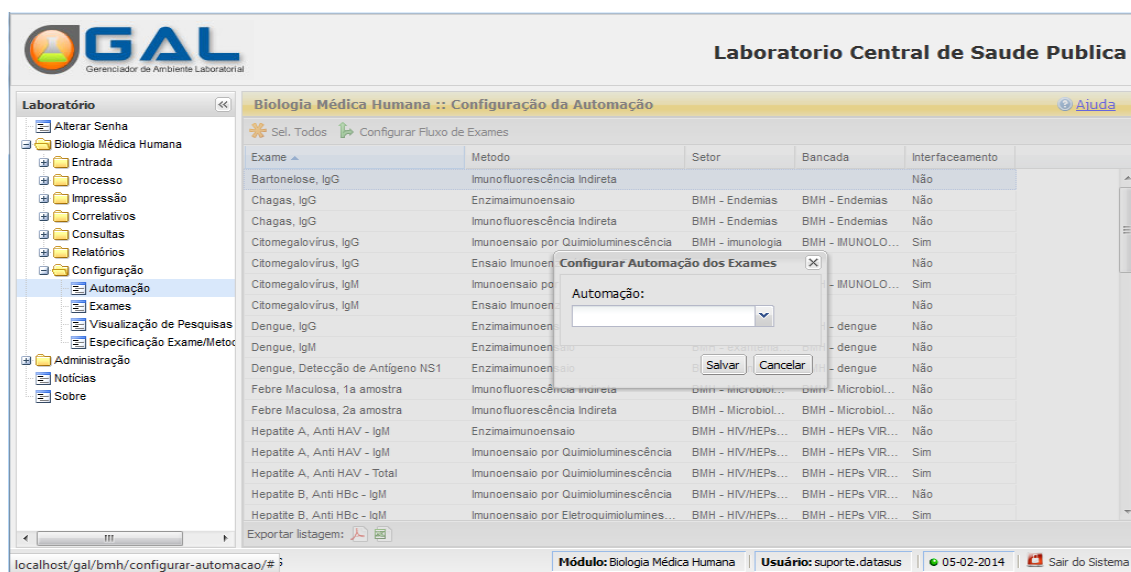 GAL
Gerenciador de Ambiente Laboratorial
Laboratorio Central de Saude Publica
Laboratório
Alterar Senha
Biologia Médica Humana
Entrada
Processo
Impressão
Correlativos
Consultas
Relatórios
Configuração
Automação
Exames
Visualização de Pesquisas
Especificação Exame/Metoc
Administração
Notícias
Sobre
Biologia Médica Humana :: Configuração da Automação Ajuda
Sel. Todos Configurar Fluxo de Exames
Exame Metodo Setor Bancada Interfaceamento
Bartonelose, IgG Imunofluorescência Indireta Não
Chagas, IgG Enzimaimunoensaio BMH - Endemias BMH - Endemias Não
Chagas, IgG Imunofluorescência Indireta BMH - Endemias BMH - Endemias Não
Citomegalovírus, IgG Imunoensaio por Quimioluminescência BMH - imunologia BMH - IMUNOLO... Sim
Citomegalovírus, IgG Ensaio Imunoen Não
Citomegalovírus, IgM Imunoensaio po - IMUNOLO... Sim
Citomegalovírus, IgM Ensaio Imunoen Não
Dengue, IgG Enzimaimunoens - dengue Não
Dengue, IgM Enzimaimunoensaio - dengue Não
Dengue, Detecção de Antígeno NS1 Enzimaimunoensaio - dengue Não
Febre Maculosa, 1a amostra Imunofluorescência Indireta BMH - Microbiol... BMH - Microbiol... Não
Febre Maculosa, 2a amostra Imunofluorescência Indireta BMH - Microbiol... BMH - Microbiol... Não
Hepatite A, Anti HAV - IgM Enzimaimunoensaio BMH - HIV/HEPs... BMH - HEPs VIR... Não
Hepatite A, Anti HAV - IgM Imunoensaio por Quimioluminescência BMH - HIV/HEPs... BMH - HEPs VIR... Sim
Hepatite A, Anti HAV - Total Imunoensaio por Quimioluminescência BMH - HIV/HEPs... BMH - HEPs VIR... Sim
Hepatite B, Anti HBc - IgM Imunoensaio por Quimioluminescência BMH - HIV/HEPs... BMH - HEPs VIR... Não
Hepatite B, Anti HBc - IgM Imunoensaio por Eletroquimiolumines... BMH - HIV/HEPs... BMH - HEPs VIR... Sim
Configurar Automação dos Exames
Automação:
Salvar Cancelar
Exportar listagem:
localhost/gal/bmh/configurar-automacao/#
Módulo: Biologia Médica Humana Usuário: suporte.datasus 05-02-2014 Sair do Sistema